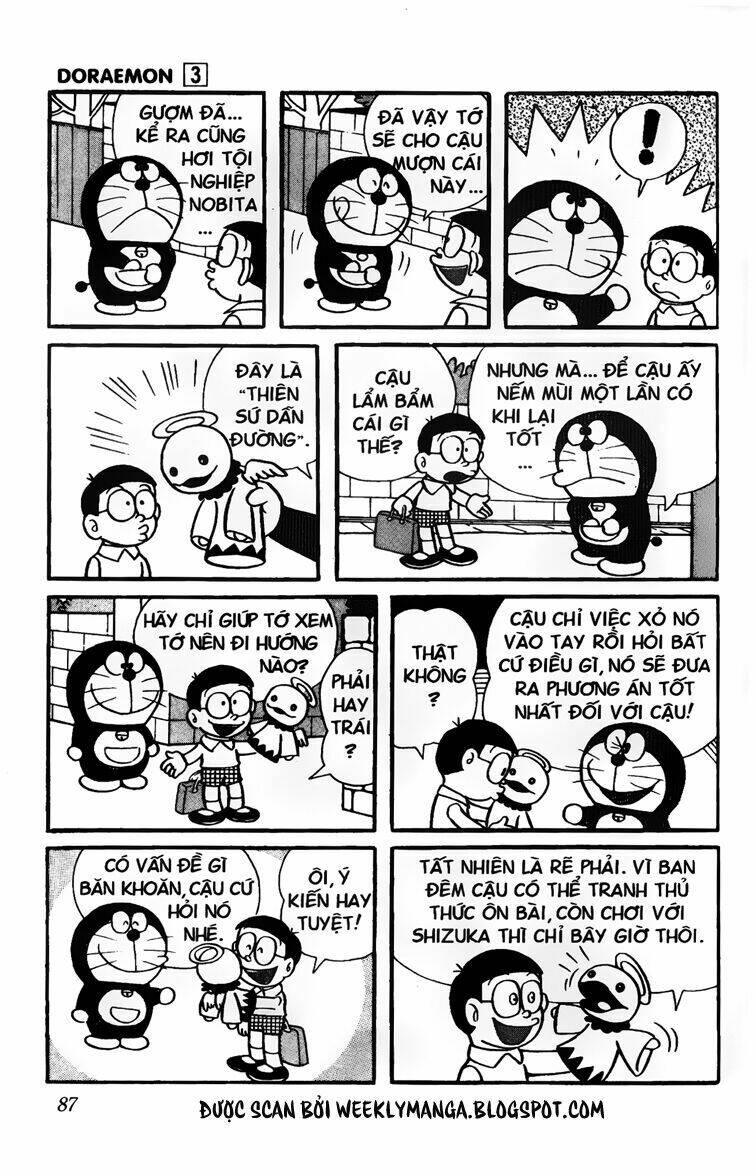 DORAEMON 3
!
ĐÃ VẬY TỚ
SẼ CHO CẬU
MƯỢN CÁI
NÀY...
GƯỢM ĐÃ...
KỂ RA CŨNG
HƠI TỘI
NGHIỆP
NOBITA
...
NHƯNG MÀ... ĐỂ CẬU ẤY
NẾM MÙI MỘT LẦN CÓ
KHI LẠI
TỐT
...
CẬU
LẨM BẨM
CÁI GÌ
THẾ?
ĐÂY LÀ
"THIÊN
SỨ DẪN
ĐƯỜNG".
CẬU CHỈ VIỆC XỎ NÓ
VÀO TAY RỒI HỎI BẤT
CỨ ĐIỀU GÌ, NÓ SẼ ĐƯA
RA PHƯƠNG ÁN TỐT
NHẤT ĐỐI VỚI CẬU!
THẬT
KHÔNG
?
PHẢI
HAY
TRÁI
?
HÃY CHỈ GIÚP TỚ XEM
TỚ NÊN ĐI HƯỚNG
NÀO?
TẤT NHIÊN LÀ RẼ PHẢI. VÌ BAN
ĐÊM CẬU CÓ THỂ TRANH THỦ
THỨC ÔN BÀI, CÒN CHƠI VỚI
SHIZUKA THÌ CHỈ BÂY GIỜ THÔI.
ÔI, Ý
KIẾN HAY
TUYỆT!
CÓ VẤN ĐỀ GÌ
BĂN KHOĂN, CẬU CỨ
HỎI NÓ
NHÉ.
87
ĐƯỢC SCAN BỞI WEEKLYMANGA.BLOGSPOT.COM